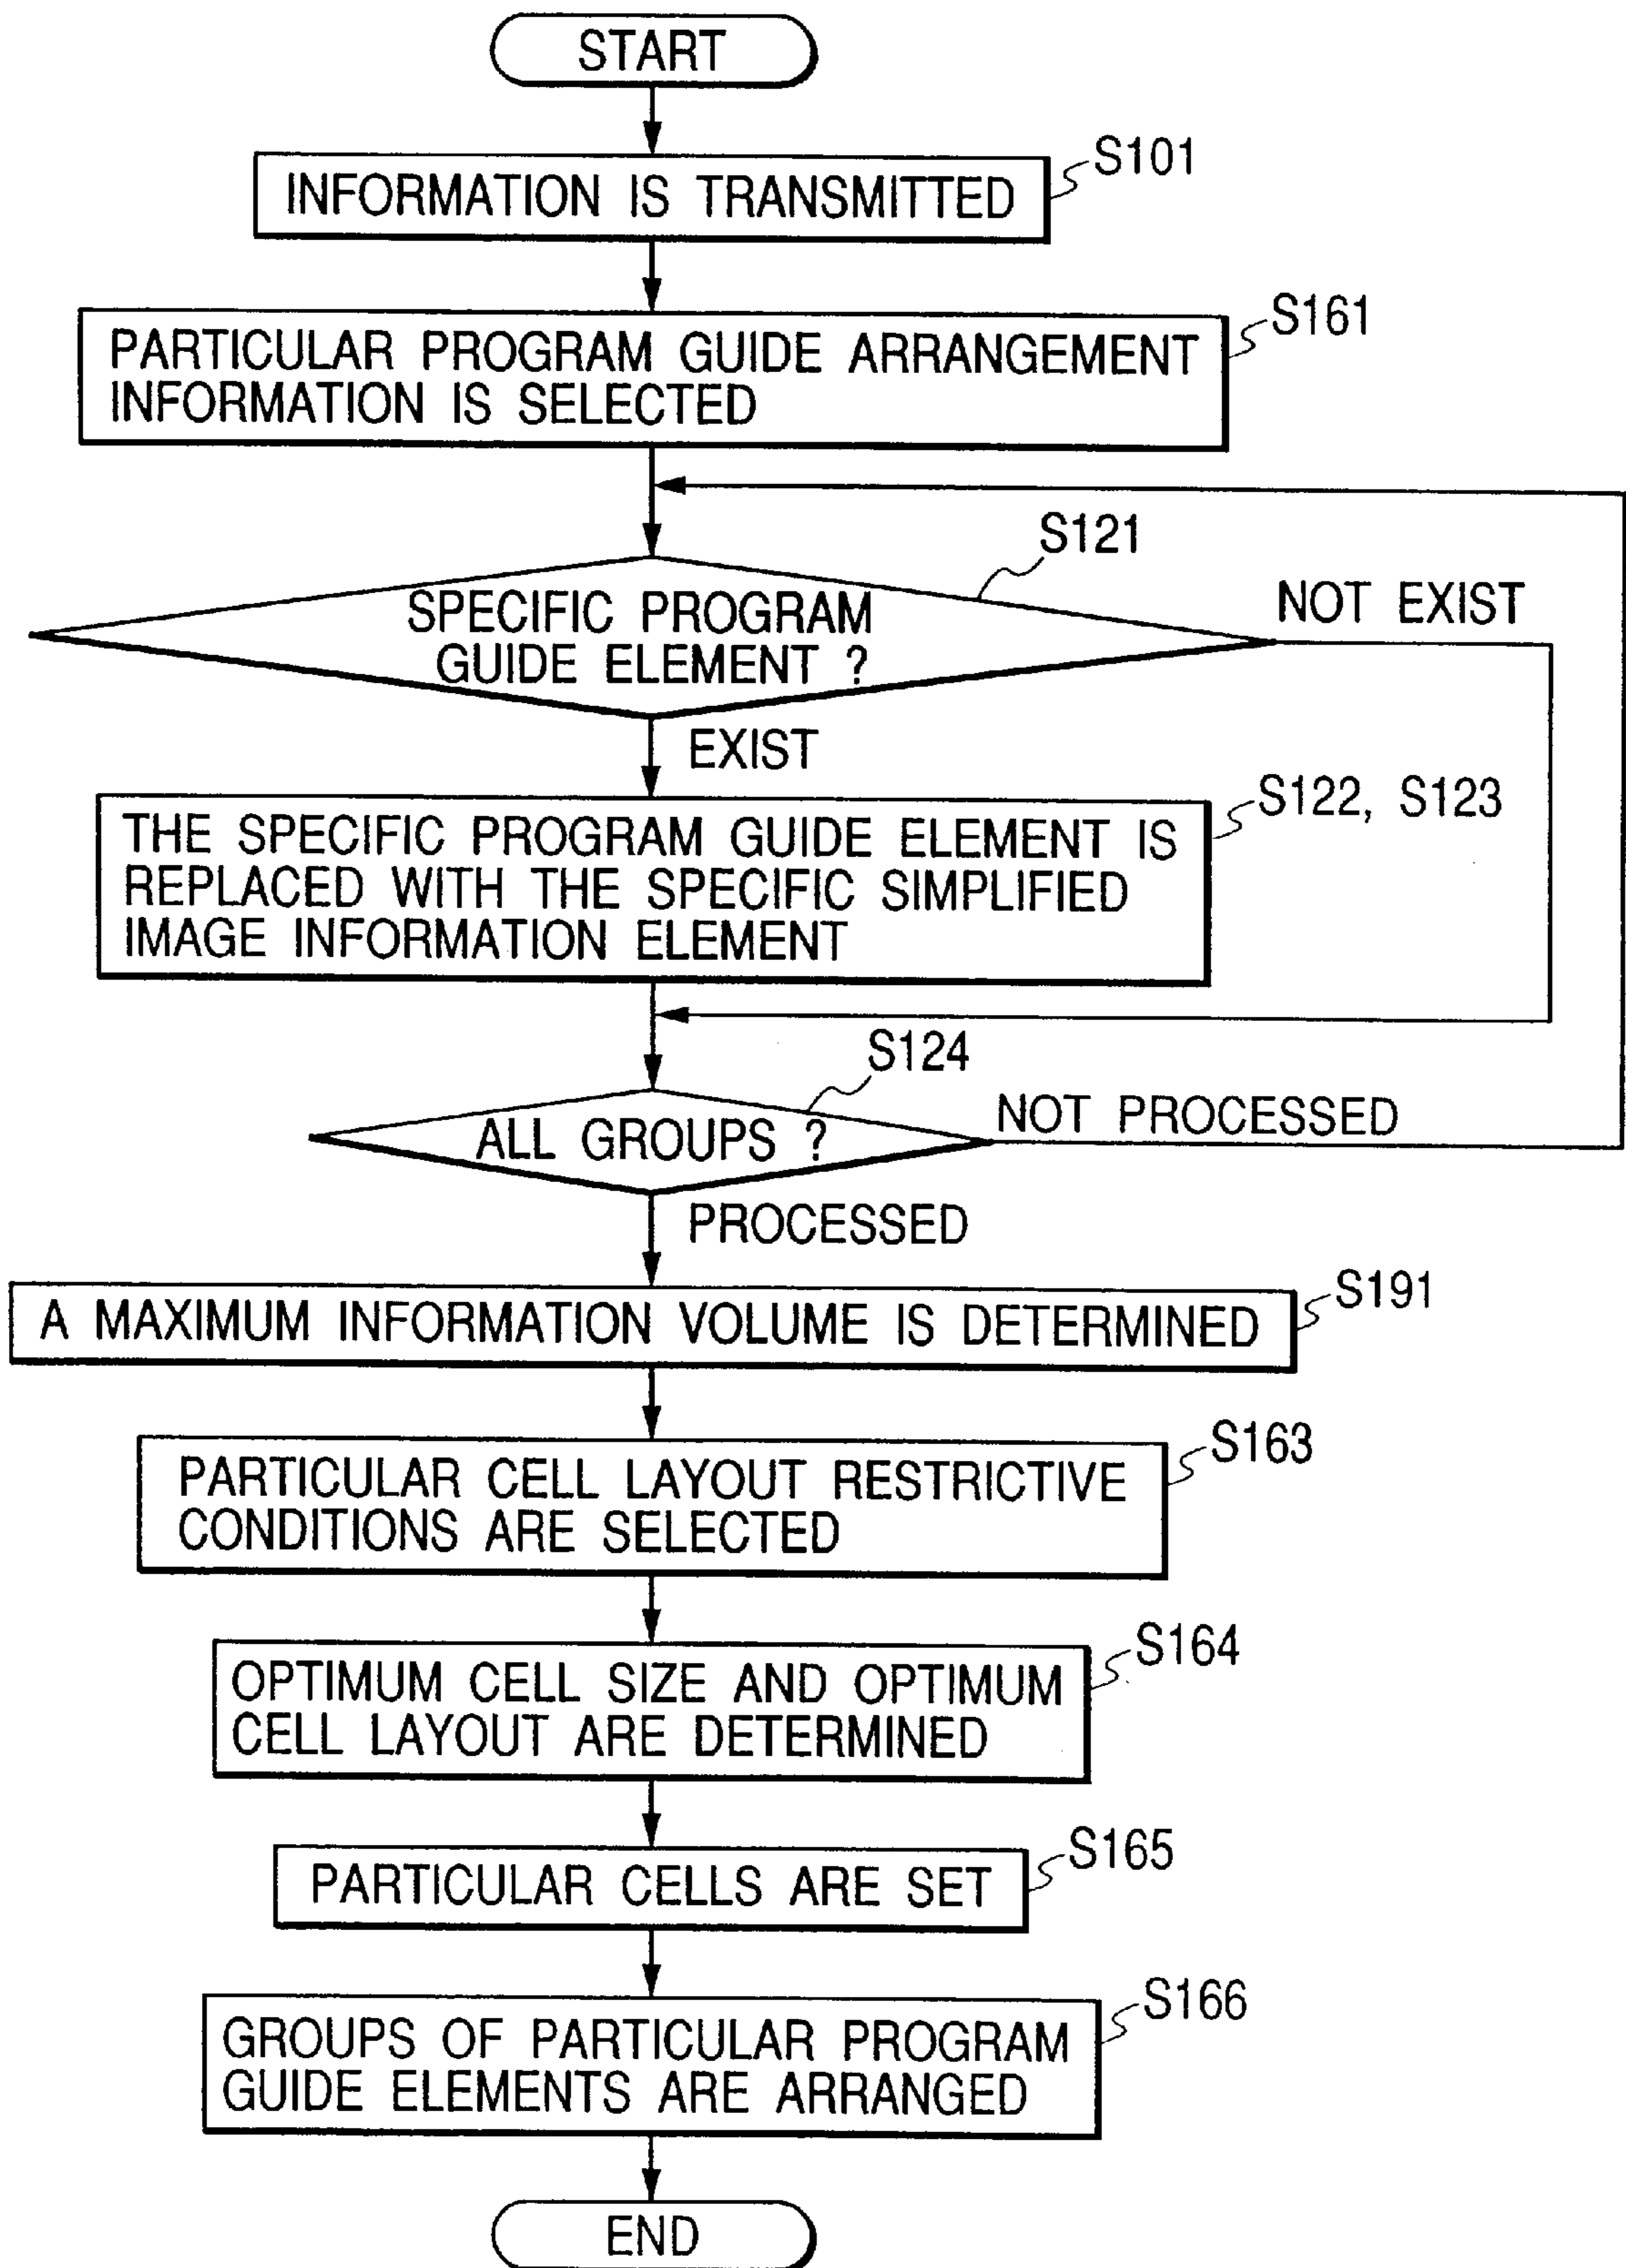 START
S101
INFORMATION IS TRANSMITTED
S161
PARTICULAR PROGRAM GUIDE ARRANGEMENT
INFORMATION IS SELECTED
S121
SPECIFIC PROGRAM
GUIDE ELEMENT ?
NOT EXIST
EXIST
S122, S123
THE SPECIFIC PROGRAM GUIDE ELEMENT IS
REPLACED WITH THE SPECIFIC SIMPLIFIED
IMAGE INFORMATION ELEMENT
S124
ALL GROUPS ?
NOT PROCESSED
PROCESSED
S191
A MAXIMUM INFORMATION VOLUME IS DETERMINED
S163
PARTICULAR CELL LAYOUT RESTRICTIVE
CONDITIONS ARE SELECTED
S164
OPTIMUM CELL SIZE AND OPTIMUM
CELL LAYOUT ARE DETERMINED
S165
PARTICULAR CELLS ARE SET
S166
GROUPS OF PARTICULAR PROGRAM
GUIDE ELEMENTS ARE ARRANGED
END